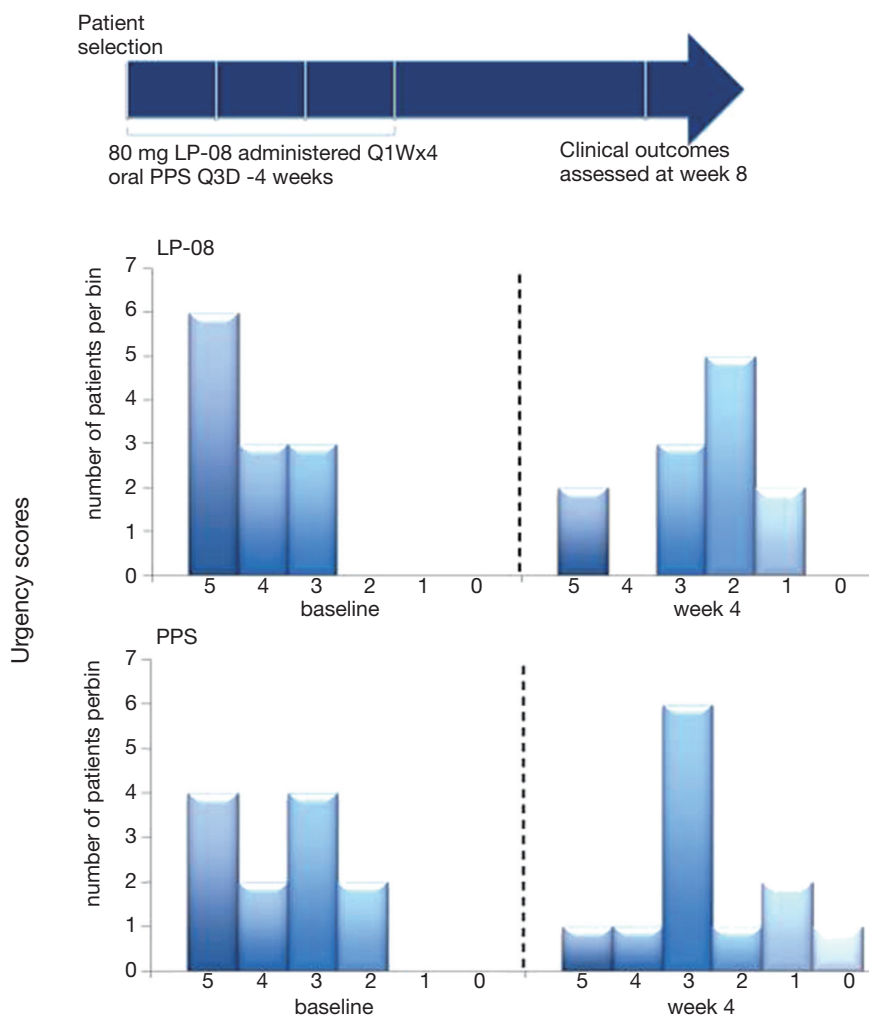 Patient
selection
80 mg LP-08 administered Q1Wx4
oral PPS Q3D -4 weeks
Clinical outcomes
assessed at week 8
Urgency scores
LP-08
number of patients per bin
7
6
5
4
3
2
1
0
5 4 3 2 1 0 5 4 3 2 1 0
baseline week 4
PPS
number of patients perbin
7
6
5
4
3
2
1
0
5 4 3 2 1 0 5 4 3 2 1 0
baseline week 4